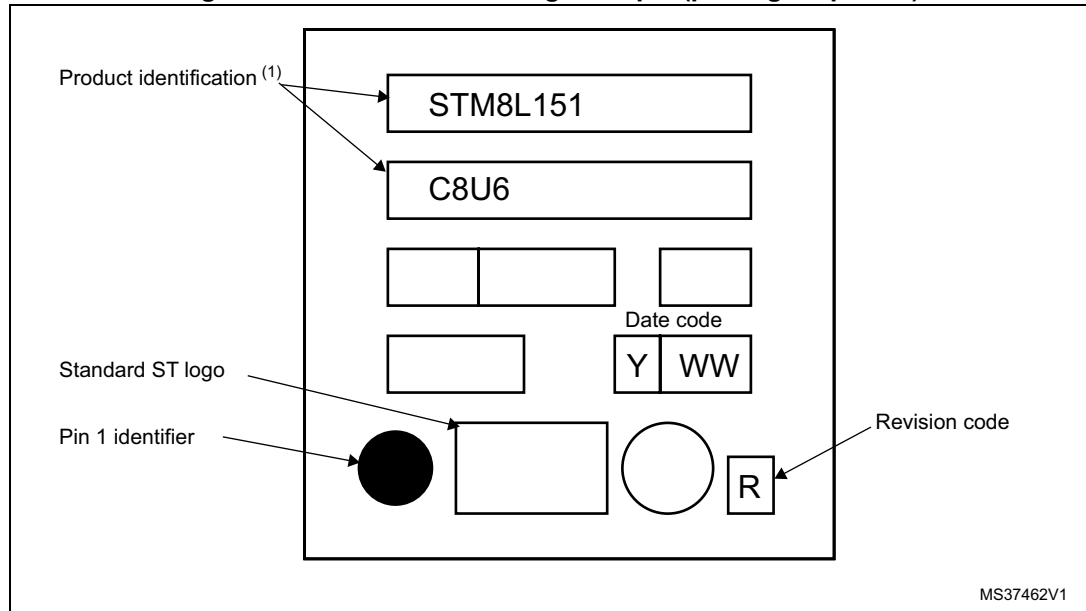 Product identification (1)
STM8L151
C8U6
Date code
Y WW
Standard ST logo
Pin 1 identifier
Revision code
R
MS37462V1